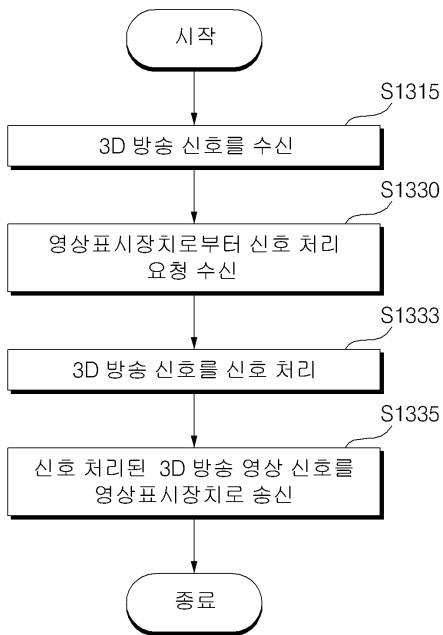 시작
S1315
3D 방송 신호를 수신
S1330
영상표시장치로부터 신호 처리
요청 수신
S1333
3D 방송 신호를 신호 처리
S1335
신호 처리된 3D 방송 영상 신호를
영상표시장치로 송신
종료